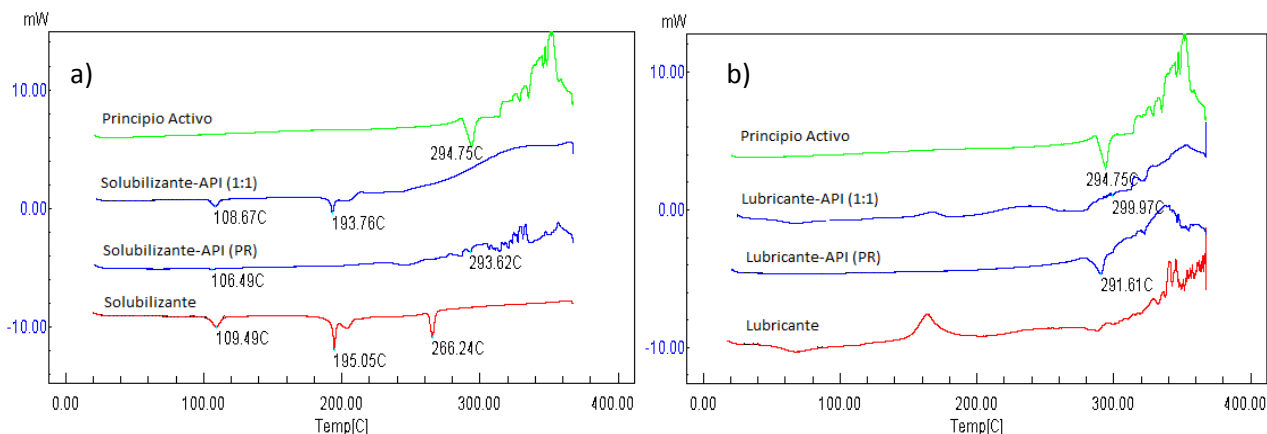 mW
a)
10.00
Principio Activo
294.75C
Solubilizante-API (1:1)
108.67C
193.76C
0.00
Solubilizante-API (PR)
106.49C
293.62C
Solubilizante
-10.00
109.49C
195.05C
266.24C
0.00 100.00 200.00 300.00 400.00
Temp[C]
mW
b)
10.00
Principio Activo
294.75C
Lubricante-API (1:1)
299.97C
0.00
Lubricante-API (PR)
291.61C
Lubricante
-10.00
0.00 100.00 200.00 300.00 400.00
Temp[C]